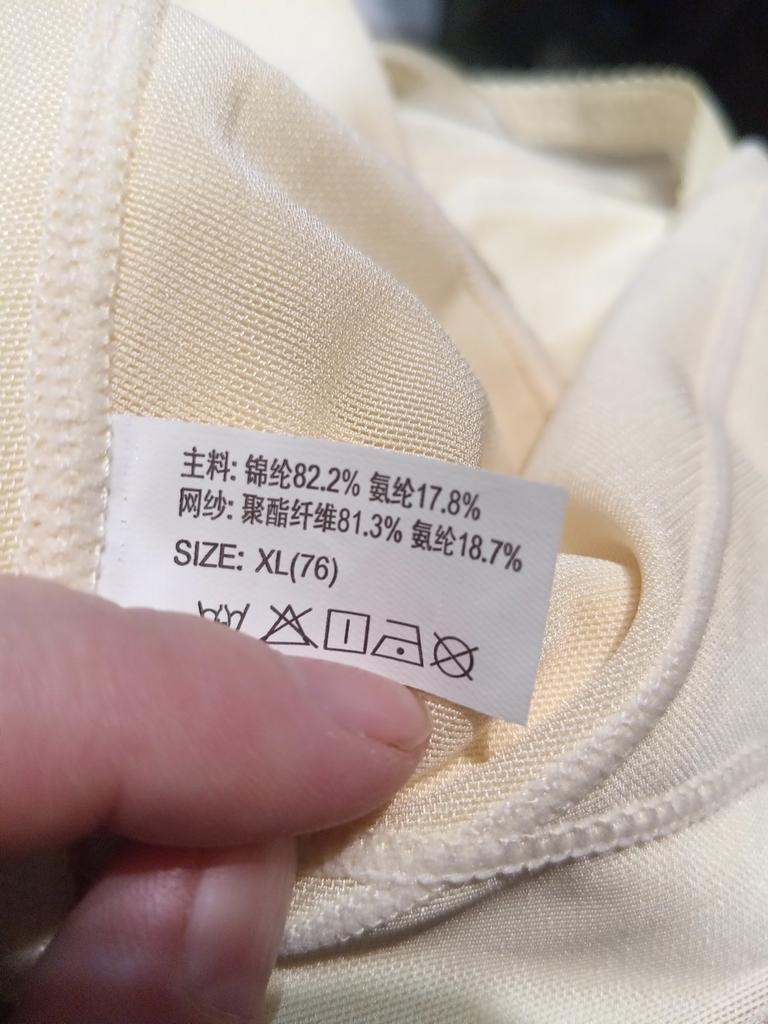 主料: 锦纶82.2% 氨纶17.8%
网纱: 聚酯纤维81.3% 氨纶18.7%
SIZE: XL(76)